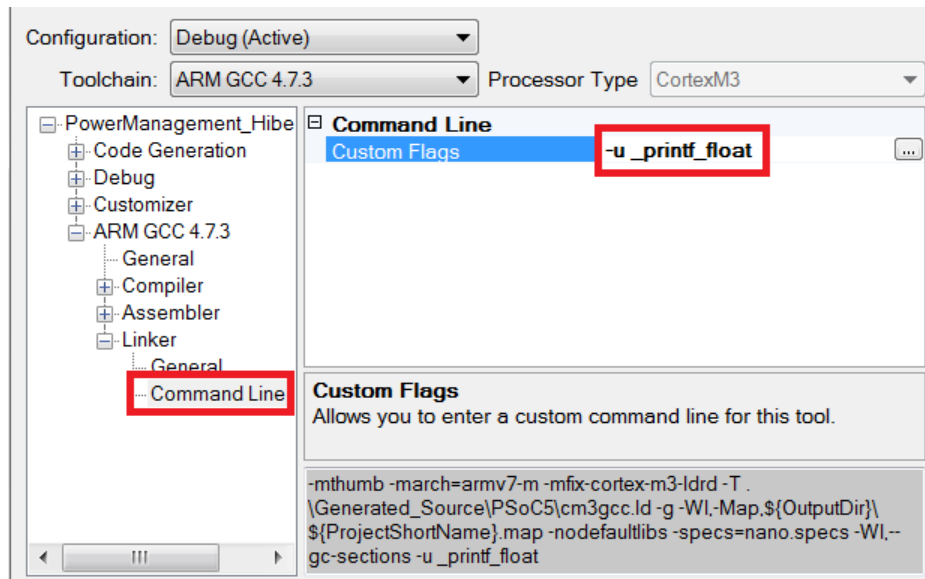 Configuration: Debug (Active)
Toolchain: ARM GCC 4.7.3 Processor Type CortexM3
PowerManagement_Hibe
Code Generation
Debug
Customizer
ARM GCC 4.7.3
General
Compiler
Assembler
Linker
General
Command Line
Command Line
Custom Flags -u _printf_float ...
Custom Flags
Allows you to enter a custom command line for this tool.
-mthumb -march=armv7-m -mfix-cortex-m3-ldrd -T .
\Generated_Source\PSoC5\cm3gcc.ld -g -Wl,-Map,${OutputDir}\
${ProjectShortName}.map -nodefaultlibs -specs=nano.specs -Wl,--
gc-sections -u _printf_float